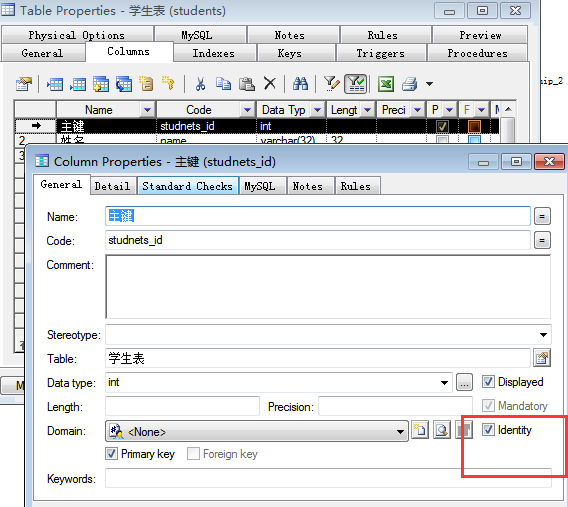 Table Properties - 学生表 (students)
Physical Options MySQL Notes Rules Preview
General Columns Indexes Keys Triggers Procedures
Name Code Data Typ Lengt Preci P F M
主键 studnets_id int
2 姓名 name varchar(32) 32
3
Column Properties - 主键 (studnets_id)
General Detail Standard Checks MySQL Notes Rules
Name: 主键 =
Code: studnets_id =
Comment:
Stereotype:
Table: 学生表
Data type: int ... Displayed
Length: Precision: Mandatory
Domain: <None> Identity
Primary key Foreign key
Keywords: